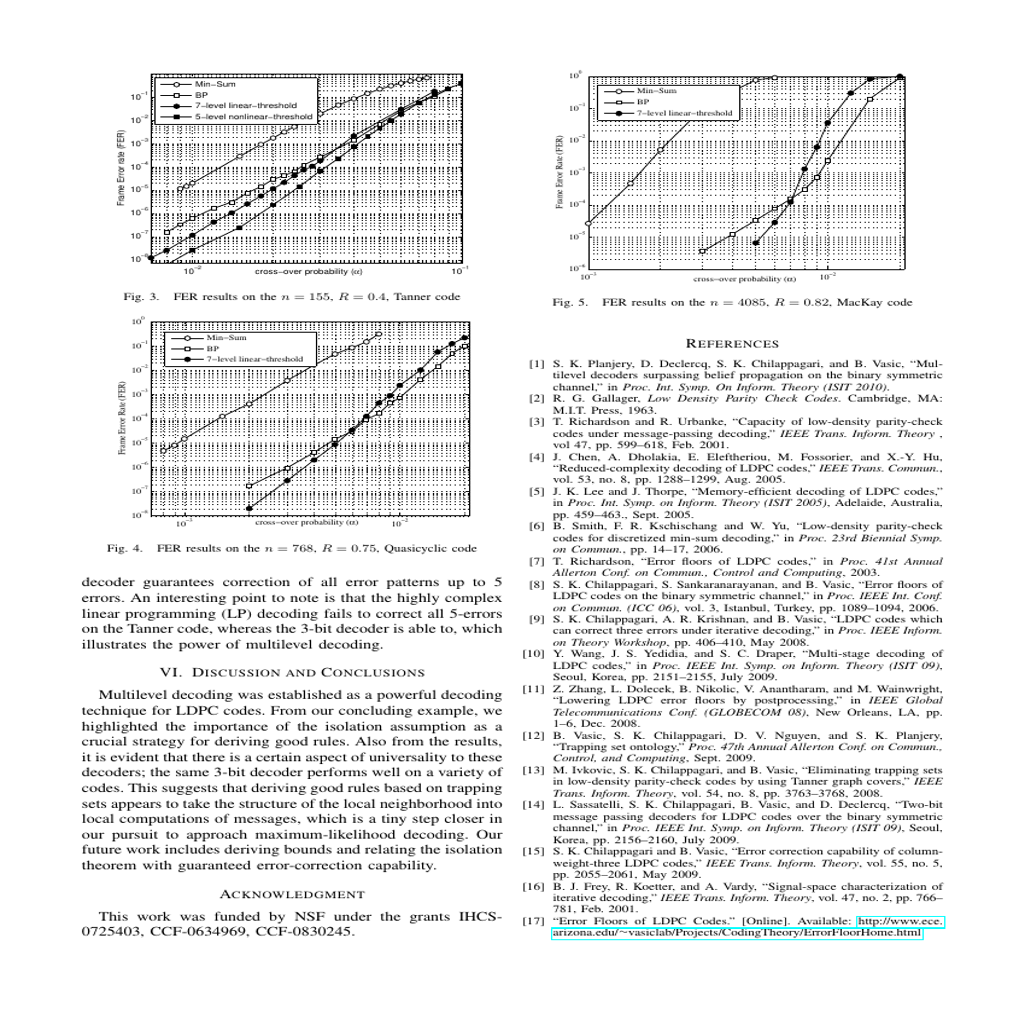 Min−Sum
BP
7−level linear−threshold
5−level nonlinear−threshold
10−1
10−2
10−3
10−4
10−5
10−6
10−7
10−8
Frame Error rate (FER)
10−2
10−1
cross−over probability (α)
Fig. 3. FER results on the n = 155, R = 0.4, Tanner code
Min−Sum
BP
7−level linear−threshold
100
10−1
10−2
10−3
10−4
10−5
10−6
10−7
10−8
Frame Error Rate (FER)
10−3
10−2
cross−over probability (α)
Fig. 4. FER results on the n = 768, R = 0.75, Quasicyclic code
decoder guarantees correction of all error patterns up to 5
errors. An interesting point to note is that the highly complex
linear programming (LP) decoding fails to correct all 5-errors
on the Tanner code, whereas the 3-bit decoder is able to, which
illustrates the power of multilevel decoding.
VI. DISCUSSION AND CONCLUSIONS
Multilevel decoding was established as a powerful decoding
technique for LDPC codes. From our concluding example, we
highlighted the importance of the isolation assumption as a
crucial strategy for deriving good rules. Also from the results,
it is evident that there is a certain aspect of universality to these
decoders; the same 3-bit decoder performs well on a variety of
codes. This suggests that deriving good rules based on trapping
sets appears to take the structure of the local neighborhood into
local computations of messages, which is a tiny step closer in
our pursuit to approach maximum-likelihood decoding. Our
future work includes deriving bounds and relating the isolation
theorem with guaranteed error-correction capability.
ACKNOWLEDGMENT
This work was funded by NSF under the grants IHCS-
0725403, CCF-0634969, CCF-0830245.
Min−Sum
BP
7−level linear−threshold
100
10−1
10−2
10−3
10−4
10−5
10−6
Frame Error Rate (FER)
10−3
10−2
cross−over probability (α)
Fig. 5. FER results on the n = 4085, R = 0.82, MacKay code
REFERENCES
[1] S. K. Planjery, D. Declercq, S. K. Chilappagari, and B. Vasic, “Mul-
tilevel decoders surpassing belief propagation on the binary symmetric
channel,” in Proc. Int. Symp. On Inform. Theory (ISIT 2010).
[2] R. G. Gallager, Low Density Parity Check Codes. Cambridge, MA:
M.I.T. Press, 1963.
[3] T. Richardson and R. Urbanke, “Capacity of low-density parity-check
codes under message-passing decoding,” IEEE Trans. Inform. Theory ,
vol 47, pp. 599–618, Feb. 2001.
[4] J. Chen, A. Dholakia, E. Eleftheriou, M. Fossorier, and X.-Y. Hu,
“Reduced-complexity decoding of LDPC codes,” IEEE Trans. Commun.,
vol. 53, no. 8, pp. 1288–1299, Aug. 2005.
[5] J. K. Lee and J. Thorpe, “Memory-efficient decoding of LDPC codes,”
in Proc. Int. Symp. on Inform. Theory (ISIT 2005), Adelaide, Australia,
pp. 459–463., Sept. 2005.
[6] B. Smith, F. R. Kschischang and W. Yu, “Low-density parity-check
codes for discretized min-sum decoding,” in Proc. 23rd Biennial Symp.
on Commun., pp. 14–17, 2006.
[7] T. Richardson, “Error floors of LDPC codes,” in Proc. 41st Annual
Allerton Conf. on Commun., Control and Computing, 2003.
[8] S. K. Chilappagari, S. Sankaranarayanan, and B. Vasic, “Error floors of
LDPC codes on the binary symmetric channel,” in Proc. IEEE Int. Conf.
on Commun. (ICC 06), vol. 3, Istanbul, Turkey, pp. 1089–1094, 2006.
[9] S. K. Chilappagari, A. R. Krishnan, and B. Vasic, “LDPC codes which
can correct three errors under iterative decoding,” in Proc. IEEE Inform.
on Theory Workshop, pp. 406–410, May 2008.
[10] Y. Wang, J. S. Yedidia, and S. C. Draper, “Multi-stage decoding of
LDPC codes,” in Proc. IEEE Int. Symp. on Inform. Theory (ISIT 09),
Seoul, Korea, pp. 2151–2155, July 2009.
[11] Z. Zhang, L. Dolecek, B. Nikolic, V. Anantharam, and M. Wainwright,
“Lowering LDPC error floors by postprocessing,” in IEEE Global
Telecommunications Conf. (GLOBECOM 08), New Orleans, LA, pp.
1–6, Dec. 2008.
[12] B. Vasic, S. K. Chilappagari, D. V. Nguyen, and S. K. Planjery,
“Trapping set ontology,” Proc. 47th Annual Allerton Conf. on Commun.,
Control, and Computing, Sept. 2009.
[13] M. Ivkovic, S. K. Chilappagari, and B. Vasic, “Eliminating trapping sets
in low-density parity-check codes by using Tanner graph covers,” IEEE
Trans. Inform. Theory, vol. 54, no. 8, pp. 3763–3768, 2008.
[14] L. Sassatelli, S. K. Chilappagari, B. Vasic, and D. Declercq, “Two-bit
message passing decoders for LDPC codes over the binary symmetric
channel,” in Proc. IEEE Int. Symp. on Inform. Theory (ISIT 09), Seoul,
Korea, pp. 2156–2160, July 2009.
[15] S. K. Chilappagari and B. Vasic, “Error correction capability of column-
weight-three LDPC codes,” IEEE Trans. Inform. Theory, vol. 55, no. 5,
pp. 2055–2061, May 2009.
[16] B. J. Frey, R. Koetter, and A. Vardy, “Signal-space characterization of
iterative decoding,” IEEE Trans. Inform. Theory, vol. 47, no. 2, pp. 766–
781, Feb. 2001.
[17] “Error Floors of LDPC Codes.” [Online]. Available: http://www.ece.
arizona.edu/∼vasiclab/Projects/CodingTheory/ErrorFloorHome.html